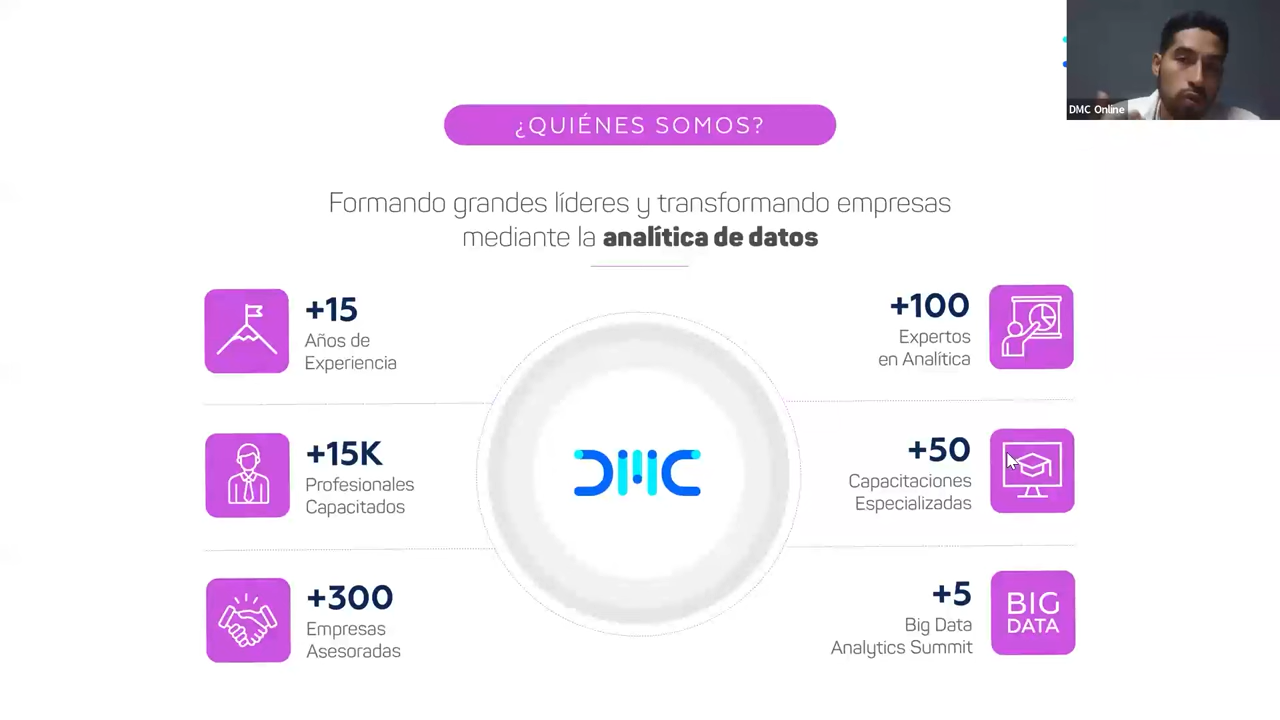 DMC Online
¿QUIÉNES SOMOS?
Formando grandes líderes y transformando empresas
mediante la analítica de datos
+15
Años de
Experiencia
+15K
Profesionales
Capacitados
+300
Empresas
Asesoradas
DMC
+100
Expertos
en Analítica
+50
Capacitaciones
Especializadas
+5
Big Data
Analytics Summit
BIG
DATA